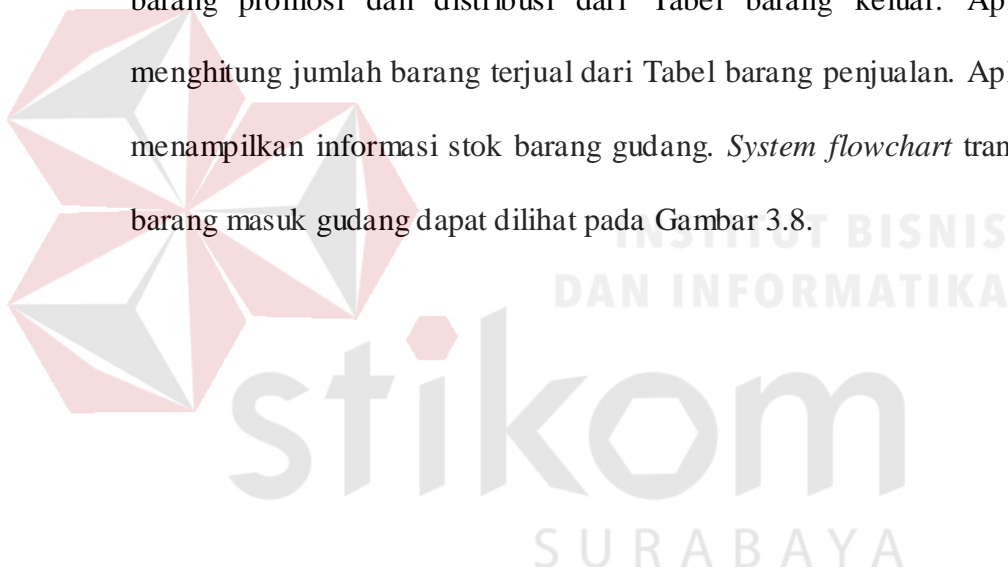 barang promosi dan distribusi dari Tabel barang keluar. Ap
menghitung jumlah barang terjual dari Tabel barang penjualan. Ap
menampilkan informasi stok barang gudang. System flowchart tran
barang masuk gudang dapat dilihat pada Gambar 3.8.
INSTITUT BISNIS
DAN INFORMATIKA
stikom
SURABAYA